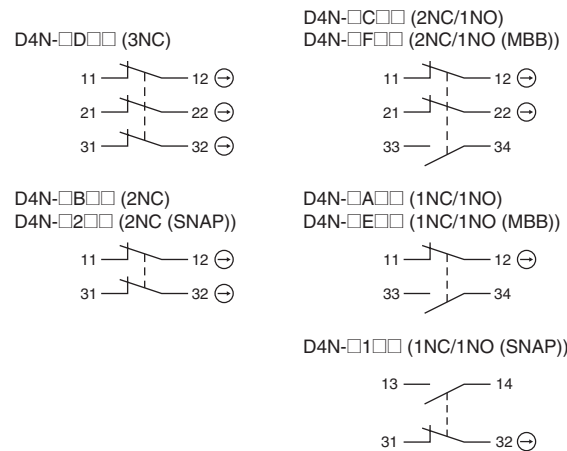 D4N-□D□□ (3NC)
11 12
21 22
31 32
D4N-□C□□ (2NC/1NO)
D4N-□F□□ (2NC/1NO (MBB))
11 12
21 22
33 34
D4N-□B□□ (2NC)
D4N-□2□□ (2NC (SNAP))
11 12
31 32
D4N-□A□□ (1NC/1NO)
D4N-□E□□ (1NC/1NO (MBB))
11 12
33 34
D4N-□1□□ (1NC/1NO (SNAP))
13 14
31 32